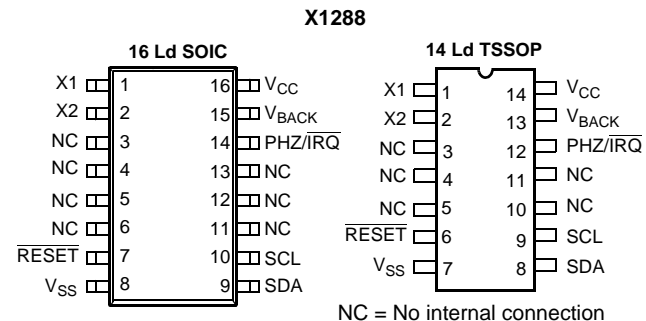 X1288
16 Ld SOIC
X1 1 16 VCC
X2 2 15 VBACK
NC 3 14 PHZ/IRQ
NC 4 13 NC
NC 5 12 NC
NC 6 11 NC
RESET 7 10 SCL
VSS 8 9 SDA
14 Ld TSSOP
X1 1 14 VCC
X2 2 13 VBACK
NC 3 12 PHZ/IRQ
NC 4 11 NC
NC 5 10 NC
RESET 6 9 SCL
VSS 7 8 SDA
NC = No internal connection